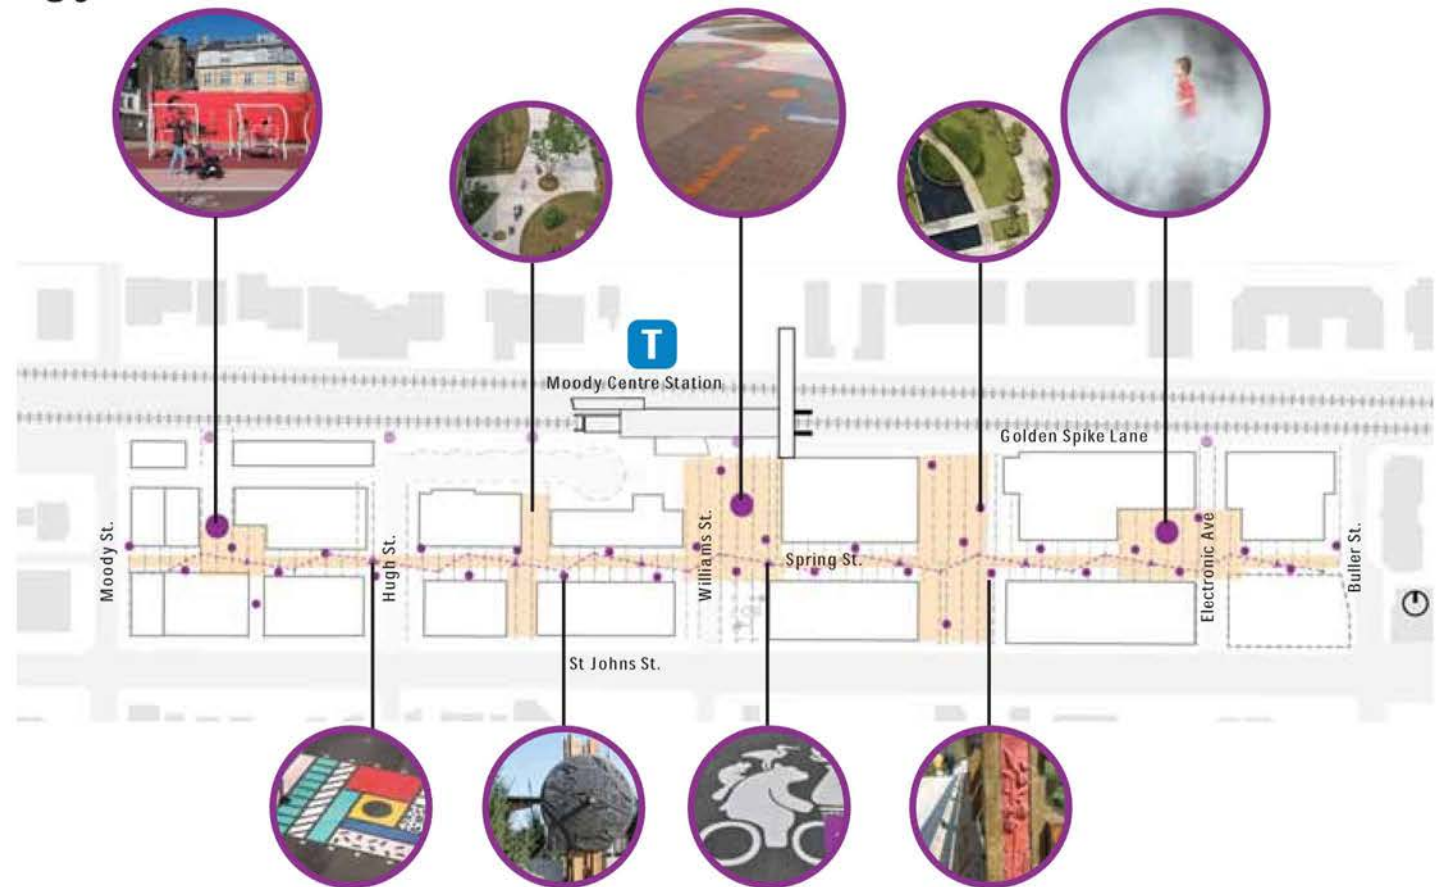 T
Moody Centre Station
Golden Spike Lane
Moody St.
Hugh St.
Williams St.
Spring St.
Electronic Ave
Buller St.
St Johns St.